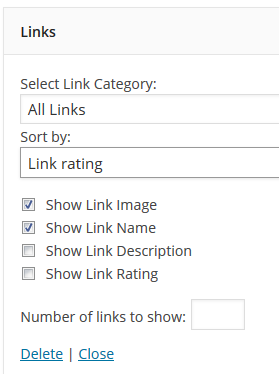 Links
Select Link Category:
All Links
Sort by:
Link rating
Show Link Image
Show Link Name
Show Link Description
Show Link Rating
Number of links to show:
Delete | Close